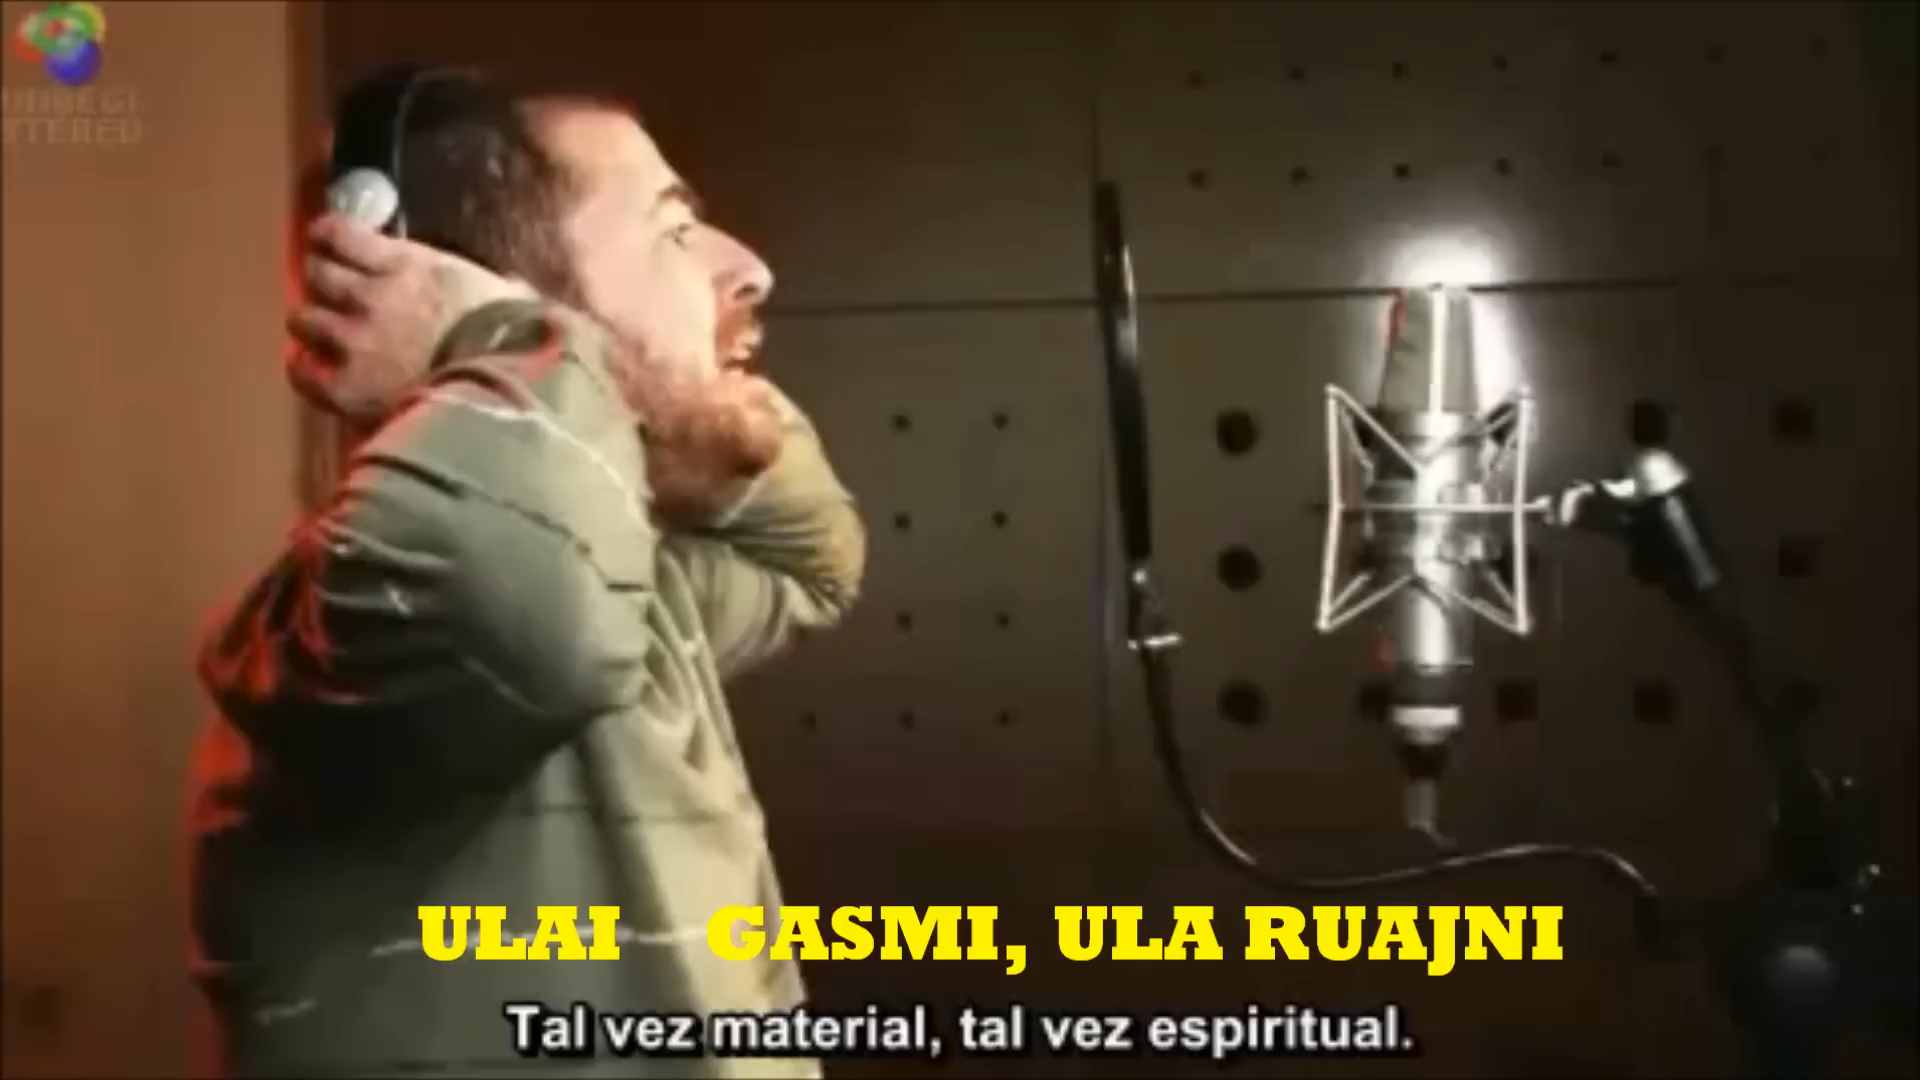 ULAI GASMI, ULA RUAJNI
Tal vez material, tal vez espiritual.